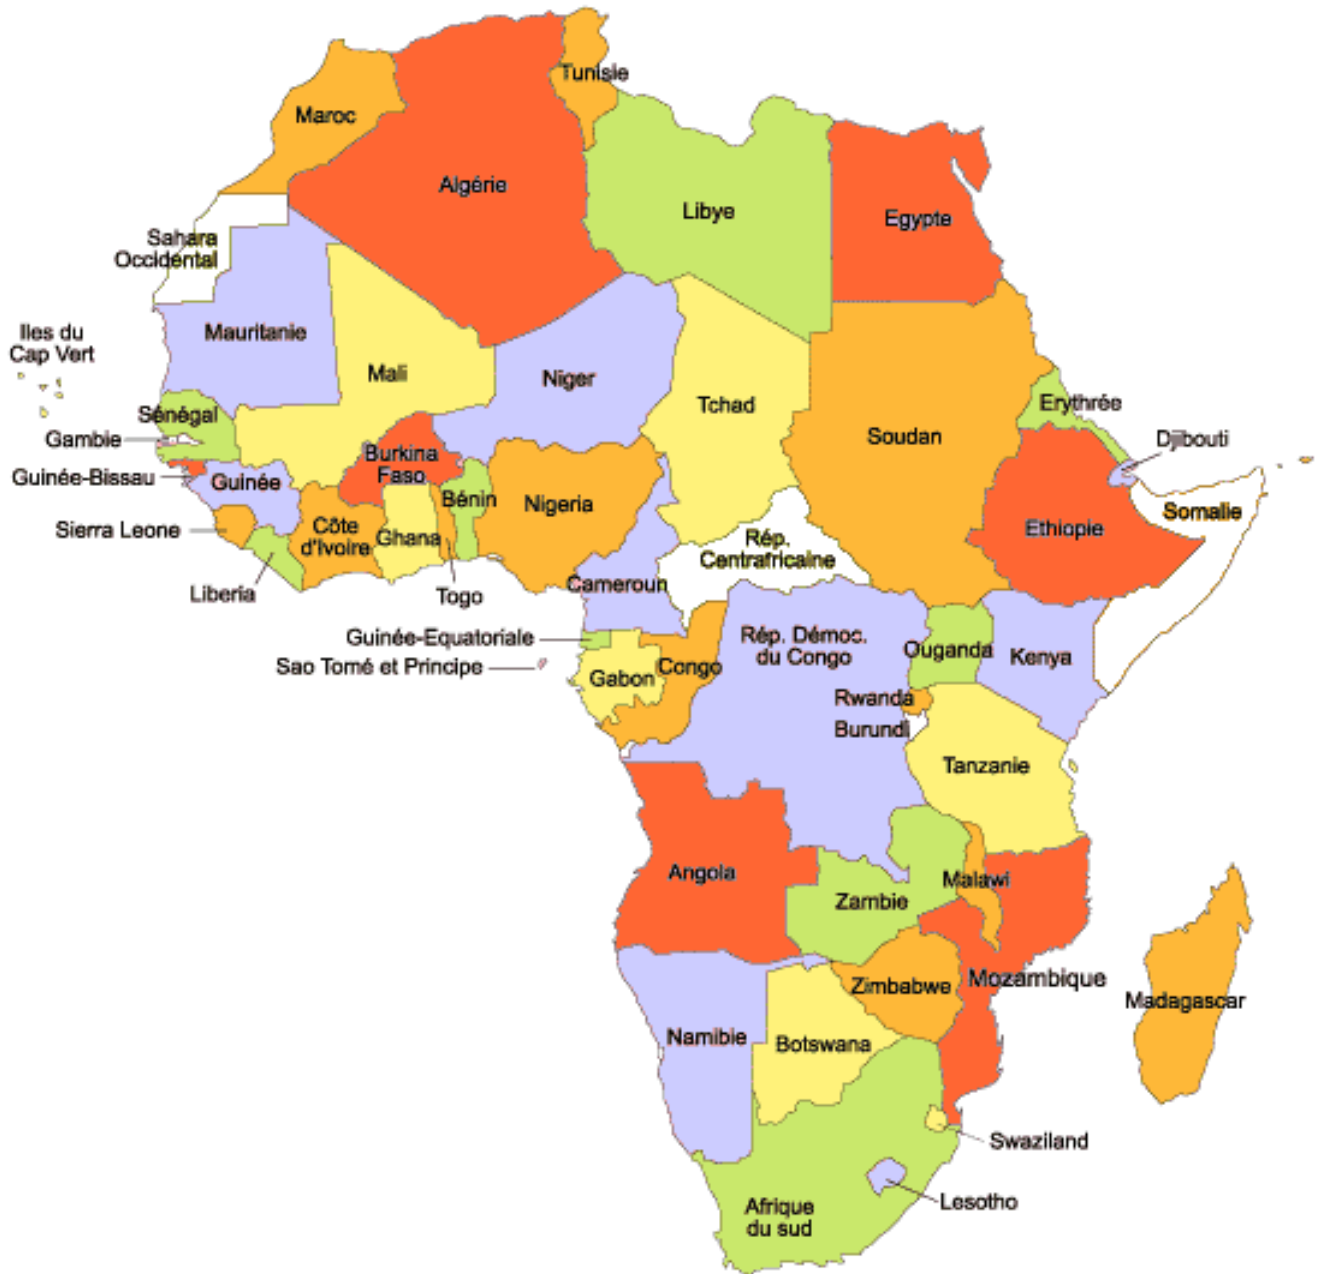 Tunisie
Maroc
Algérie
Libye
Egypte
Sahara
Occidental
Mauritanie
Iles du
Cap Vert
Mali
Niger
Tchad
Soudan
Erythrée
Sénégal
Gambie
Djibouti
Guinée-Bissau
Guinée
Burkina
Faso
Bénin
Nigeria
Somalie
Sierra Leone
Côte
d'Ivoire
Ghana
Ethiopie
Rép.
Centrafricaine
Liberia
Togo
Cameroun
Guinée-Equatoriale
Sao Tomé et Principe
Gabon
Congo
Rép. Démoc.
du Congo
Ouganda
Kenya
Rwanda
Burundi
Tanzanie
Angola
Zambie
Malawi
Mozambique
Zimbabwe
Madagascar
Namibie
Botswana
Swaziland
Lesotho
Afrique
du sud